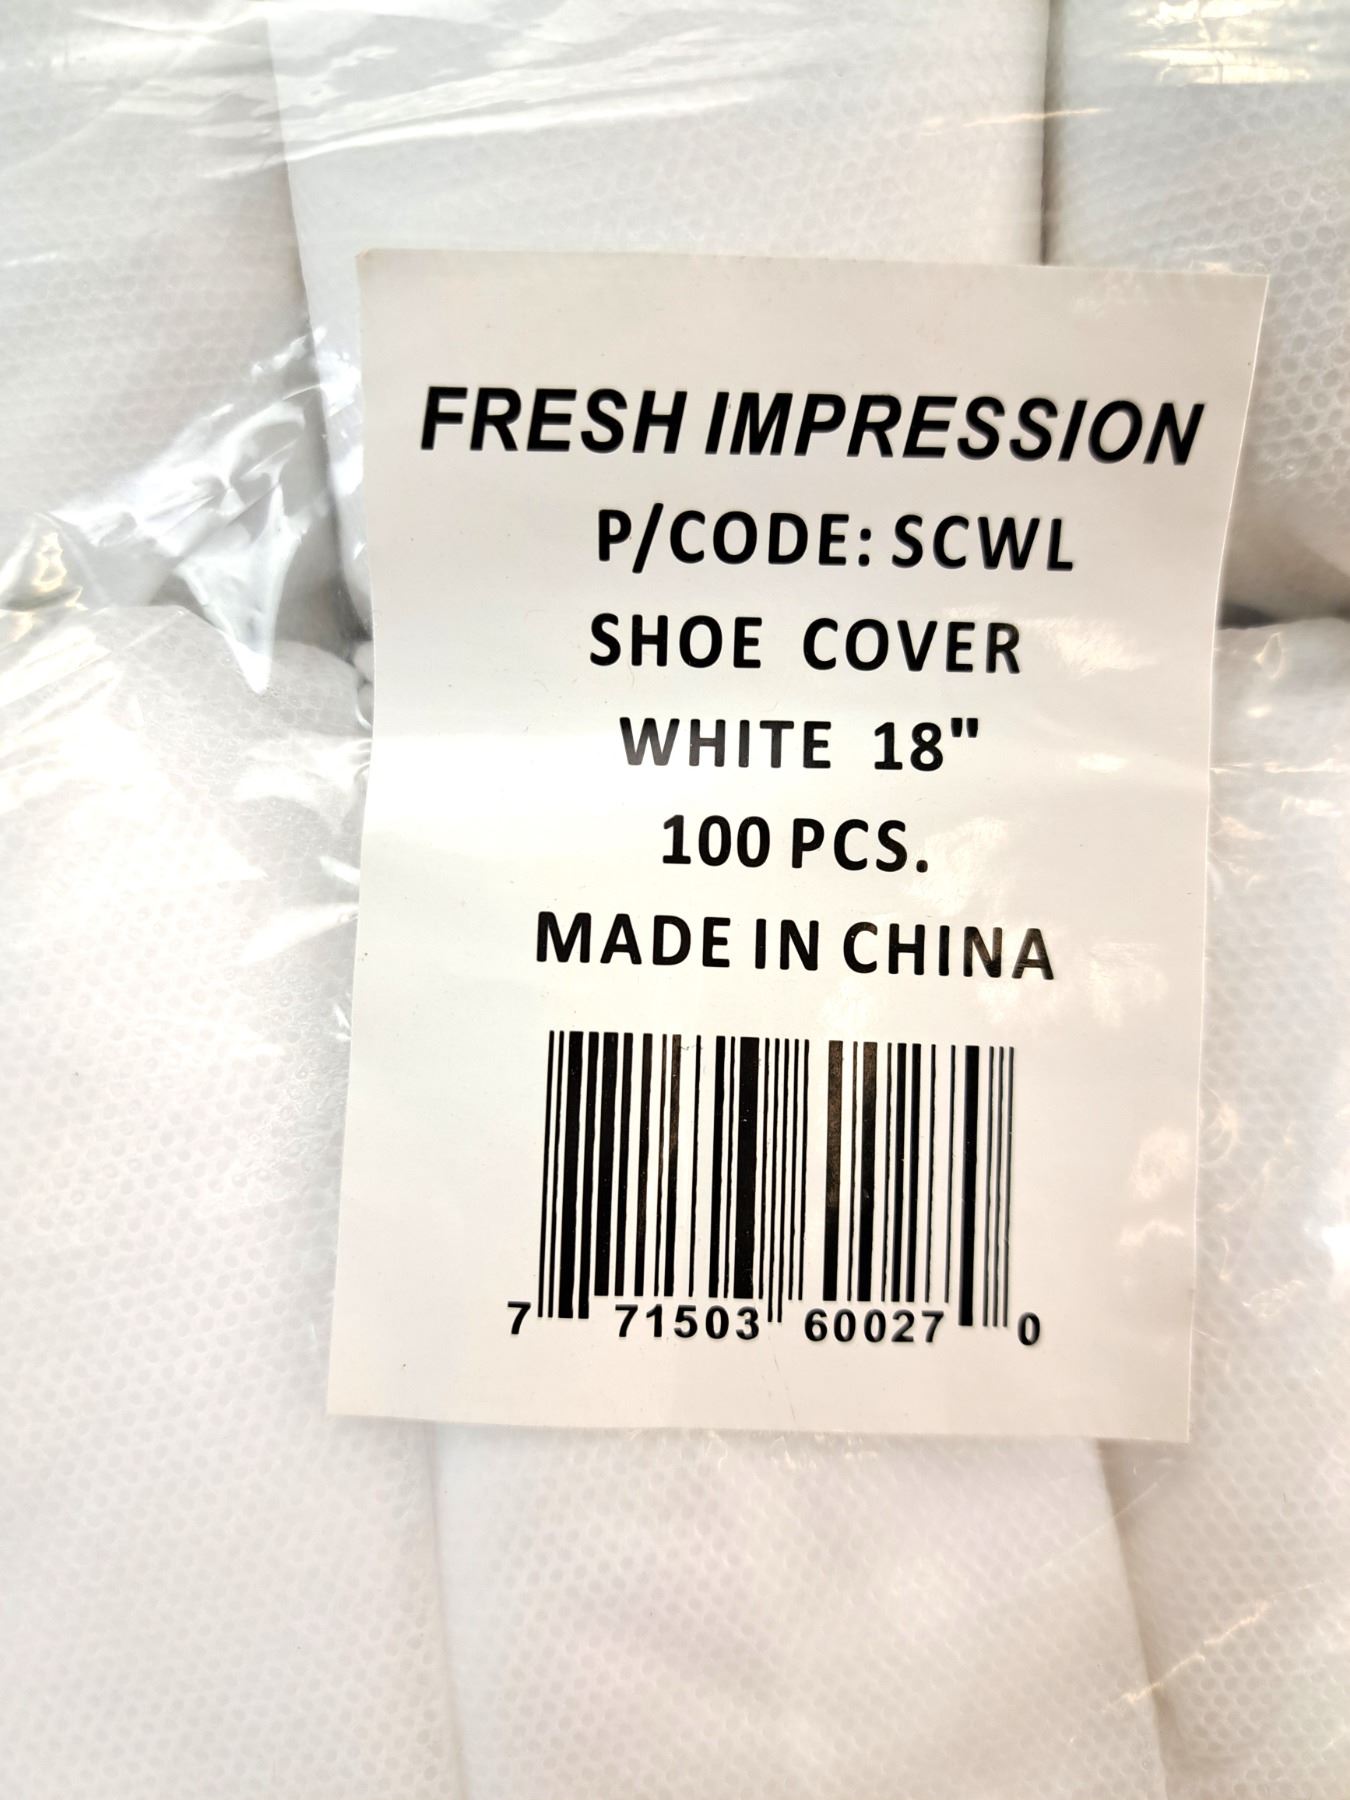 FRESH IMPRESSION
P/CODE: SCWL
SHOE COVER
WHITE 18"
100 PCS.
MADE IN CHINA
7 71503 60027 0